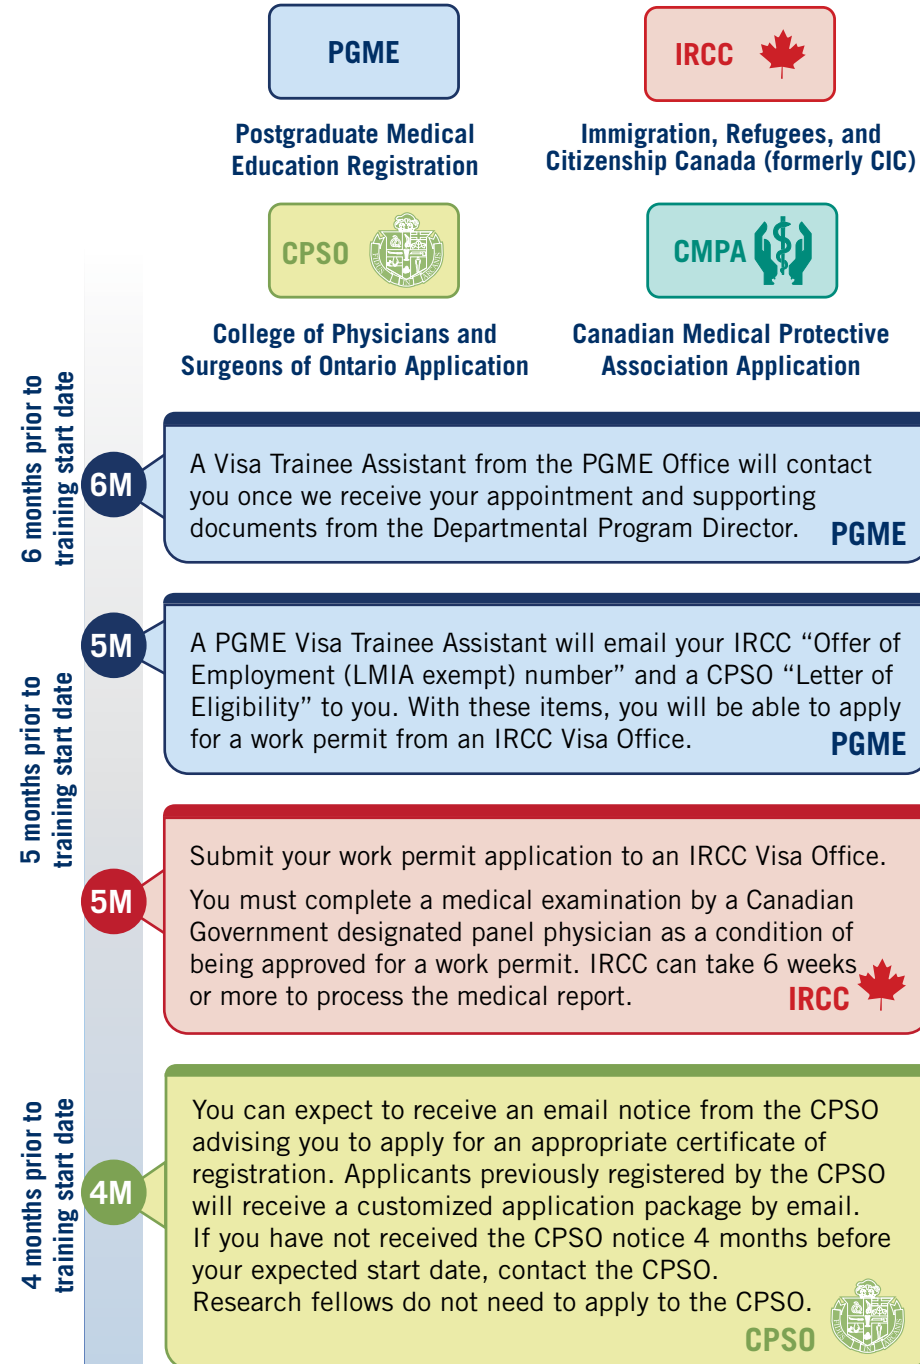 PGME
IRCC
Postgraduate Medical
Education Registration
Immigration, Refugees, and
Citizenship Canada (formerly CIC)
CPSO
CMPA
College of Physicians and
Surgeons of Ontario Application
Canadian Medical Protective
Association Application
6 months prior to
training start date
6M
A Visa Trainee Assistant from the PGME Office will contact
you once we receive your appointment and supporting
documents from the Departmental Program Director.
PGME
5 months prior to
training start date
5M
A PGME Visa Trainee Assistant will email your IRCC “Offer of
Employment (LMIA exempt) number” and a CPSO “Letter of
Eligibility” to you. With these items, you will be able to apply
for a work permit from an IRCC Visa Office.
PGME
5M
Submit your work permit application to an IRCC Visa Office.
You must complete a medical examination by a Canadian
Government designated panel physician as a condition of
being approved for a work permit. IRCC can take 6 weeks
or more to process the medical report.
IRCC
4 months prior to
training start date
4M
You can expect to receive an email notice from the CPSO
advising you to apply for an appropriate certificate of
registration. Applicants previously registered by the CPSO
will receive a customized application package by email.
If you have not received the CPSO notice 4 months before
your expected start date, contact the CPSO.
Research fellows do not need to apply to the CPSO.
CPSO